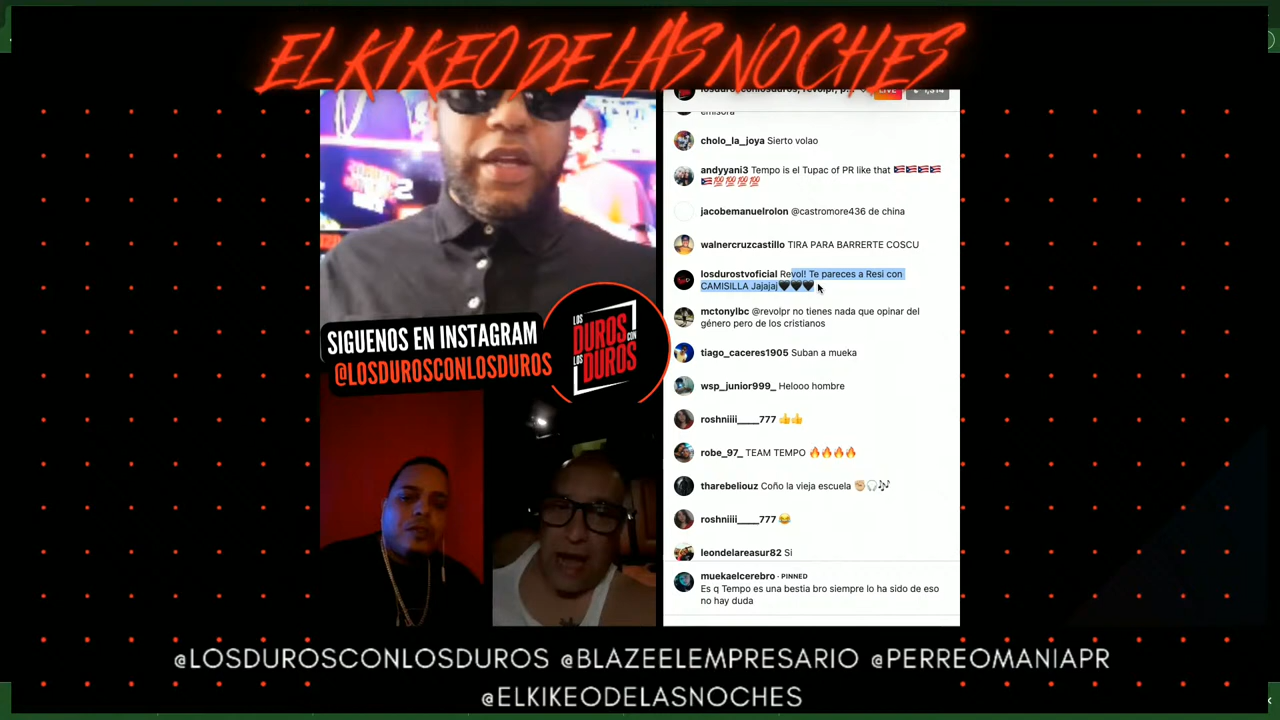 EL KIKEO DE LAS NOCHES
LIVE
emisora
cholo_la_joya Sierto volao
andyyani3 Tempo is el Tupac of PR like that 🇵🇷🇵🇷🇵🇷🇵🇷
🇵🇷💯💯💯💯
jacobemanuelrolon @castromore436 de china
walnercruzcastillo TIRA PARA BARRERTE COSCU
losdurostvoficial Revol! Te pareces a Resi con
CAMISILLA Jajajaj🖤🖤🖤
mctonylbc @revolpr no tienes nada que opinar del
género pero de los cristianos
tiago_caceres1905 Suban a mueka
wsp_junior999_ Helooo hombre
roshniiii____777 👍👍
robe_97_ TEAM TEMPO 🔥🔥🔥🔥
tharebeliouz Coño la vieja escuela ✊🏼🎧🎶
roshniiii____777 😂
leondelareasur82 Si
muekaelcerebro · PINNED
Es q Tempo es una bestia bro siempre lo ha sido de eso
no hay duda
SIGUENOS EN INSTAGRAM
@LOSDUROSCONLOSDUROS
LOS
DUROS CON
LOS
DUROS
@LOSDUROSCONLOSDUROS @BLAZEELEMPRESARIO @PERREOMANIAPR
@ELKIKEODELASNOCHES